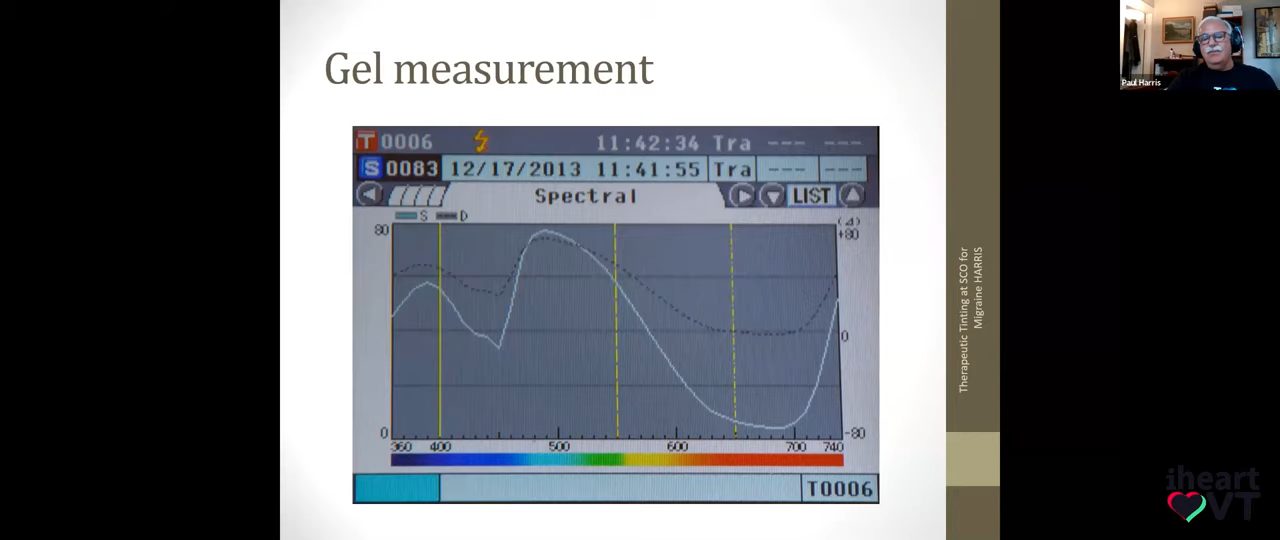 Gel measurement
T 0006 11:42:34 Tra --- ---
S 0083 12/17/2013 11:41:55 Tra --- ---
Spectral LIST
S D (Δ)
80 +80
0
0 -80
360 400 500 600 700 740
T0006
Therapeutic Tinting at SCO for
Migraine HARRIS
Paul Harris
iheart
VT